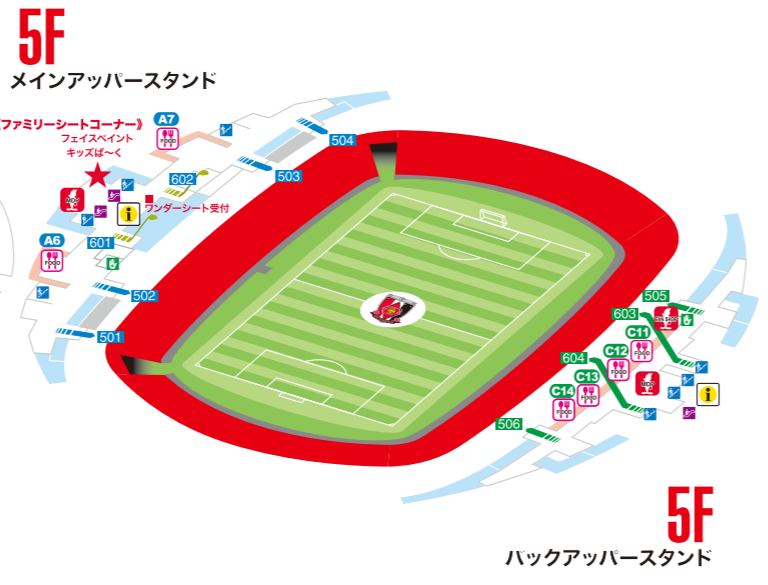 5F
メインアッパースタンド
《ファミリーシートコーナー》
フェイスペイント
キッズぱ〜く
A7
FOOD
504
503
602
ワンダーシート受付
MDP
i
601
A6
FOOD
502
501
505
603
FAN SHOP
C11
FOOD
C12
FOOD
604
MDP
C13
FOOD
C14
FOOD
i
506
5F
バックアッパースタンド